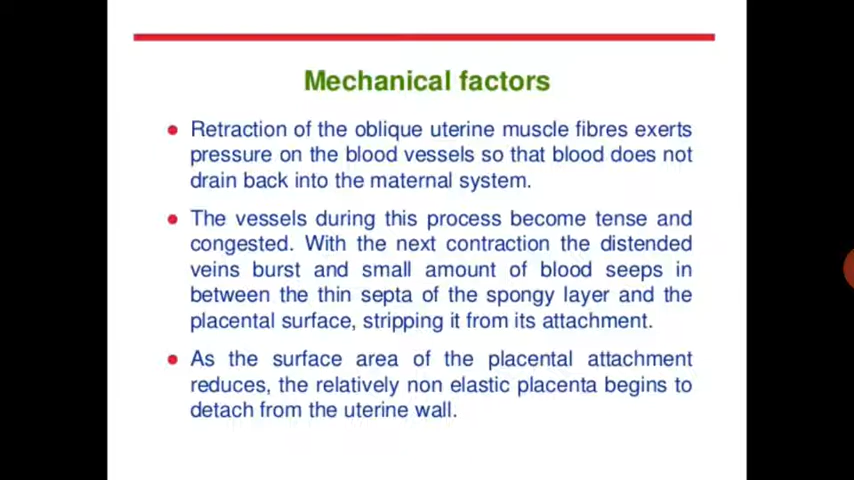 Mechanical factors
Retraction of the oblique uterine muscle fibres exerts
pressure on the blood vessels so that blood does not
drain back into the maternal system.
The vessels during this process become tense and
congested. With the next contraction the distended
veins burst and small amount of blood seeps in
between the thin septa of the spongy layer and the
placental surface, stripping it from its attachment.
As the surface area of the placental attachment
reduces, the relatively non elastic placenta begins to
detach from the uterine wall.